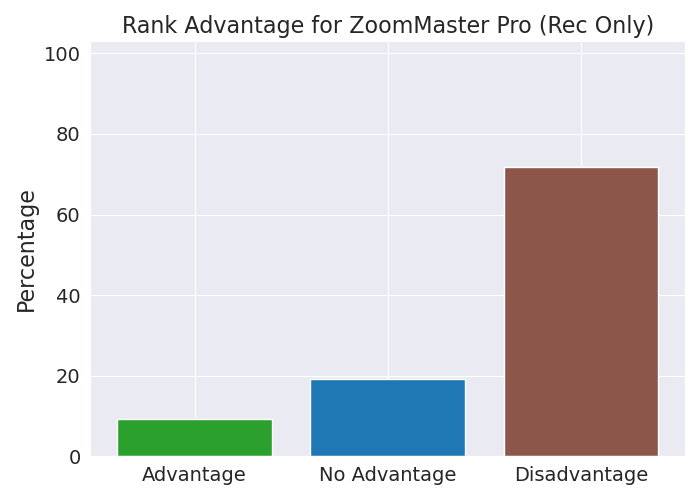 Rank Advantage for ZoomMaster Pro (Rec Only)
100
80
60
40
20
0
Percentage
Advantage
No Advantage
Disadvantage